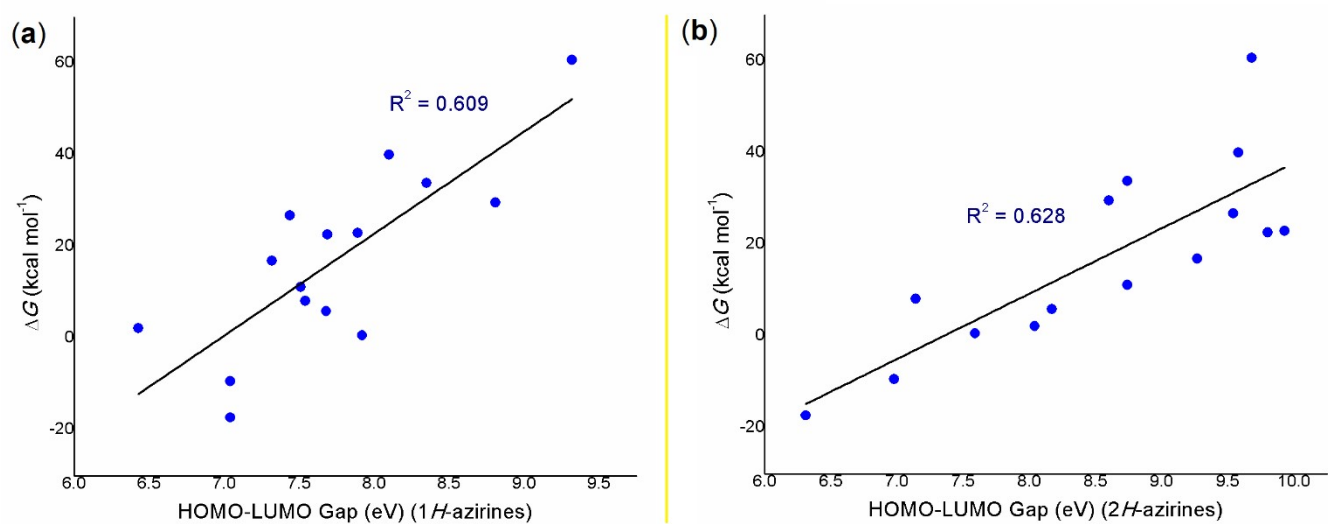 (a)
60
40
20
0
-20
ΔG (kcal mol⁻¹)
R² = 0.609
6.0 6.5 7.0 7.5 8.0 8.5 9.0 9.5
HOMO-LUMO Gap (eV) (1H-azirines)
(b)
60
40
20
0
-20
ΔG (kcal mol⁻¹)
R² = 0.628
6.0 6.5 7.0 7.5 8.0 8.5 9.0 9.5 10.0
HOMO-LUMO Gap (eV) (2H-azirines)